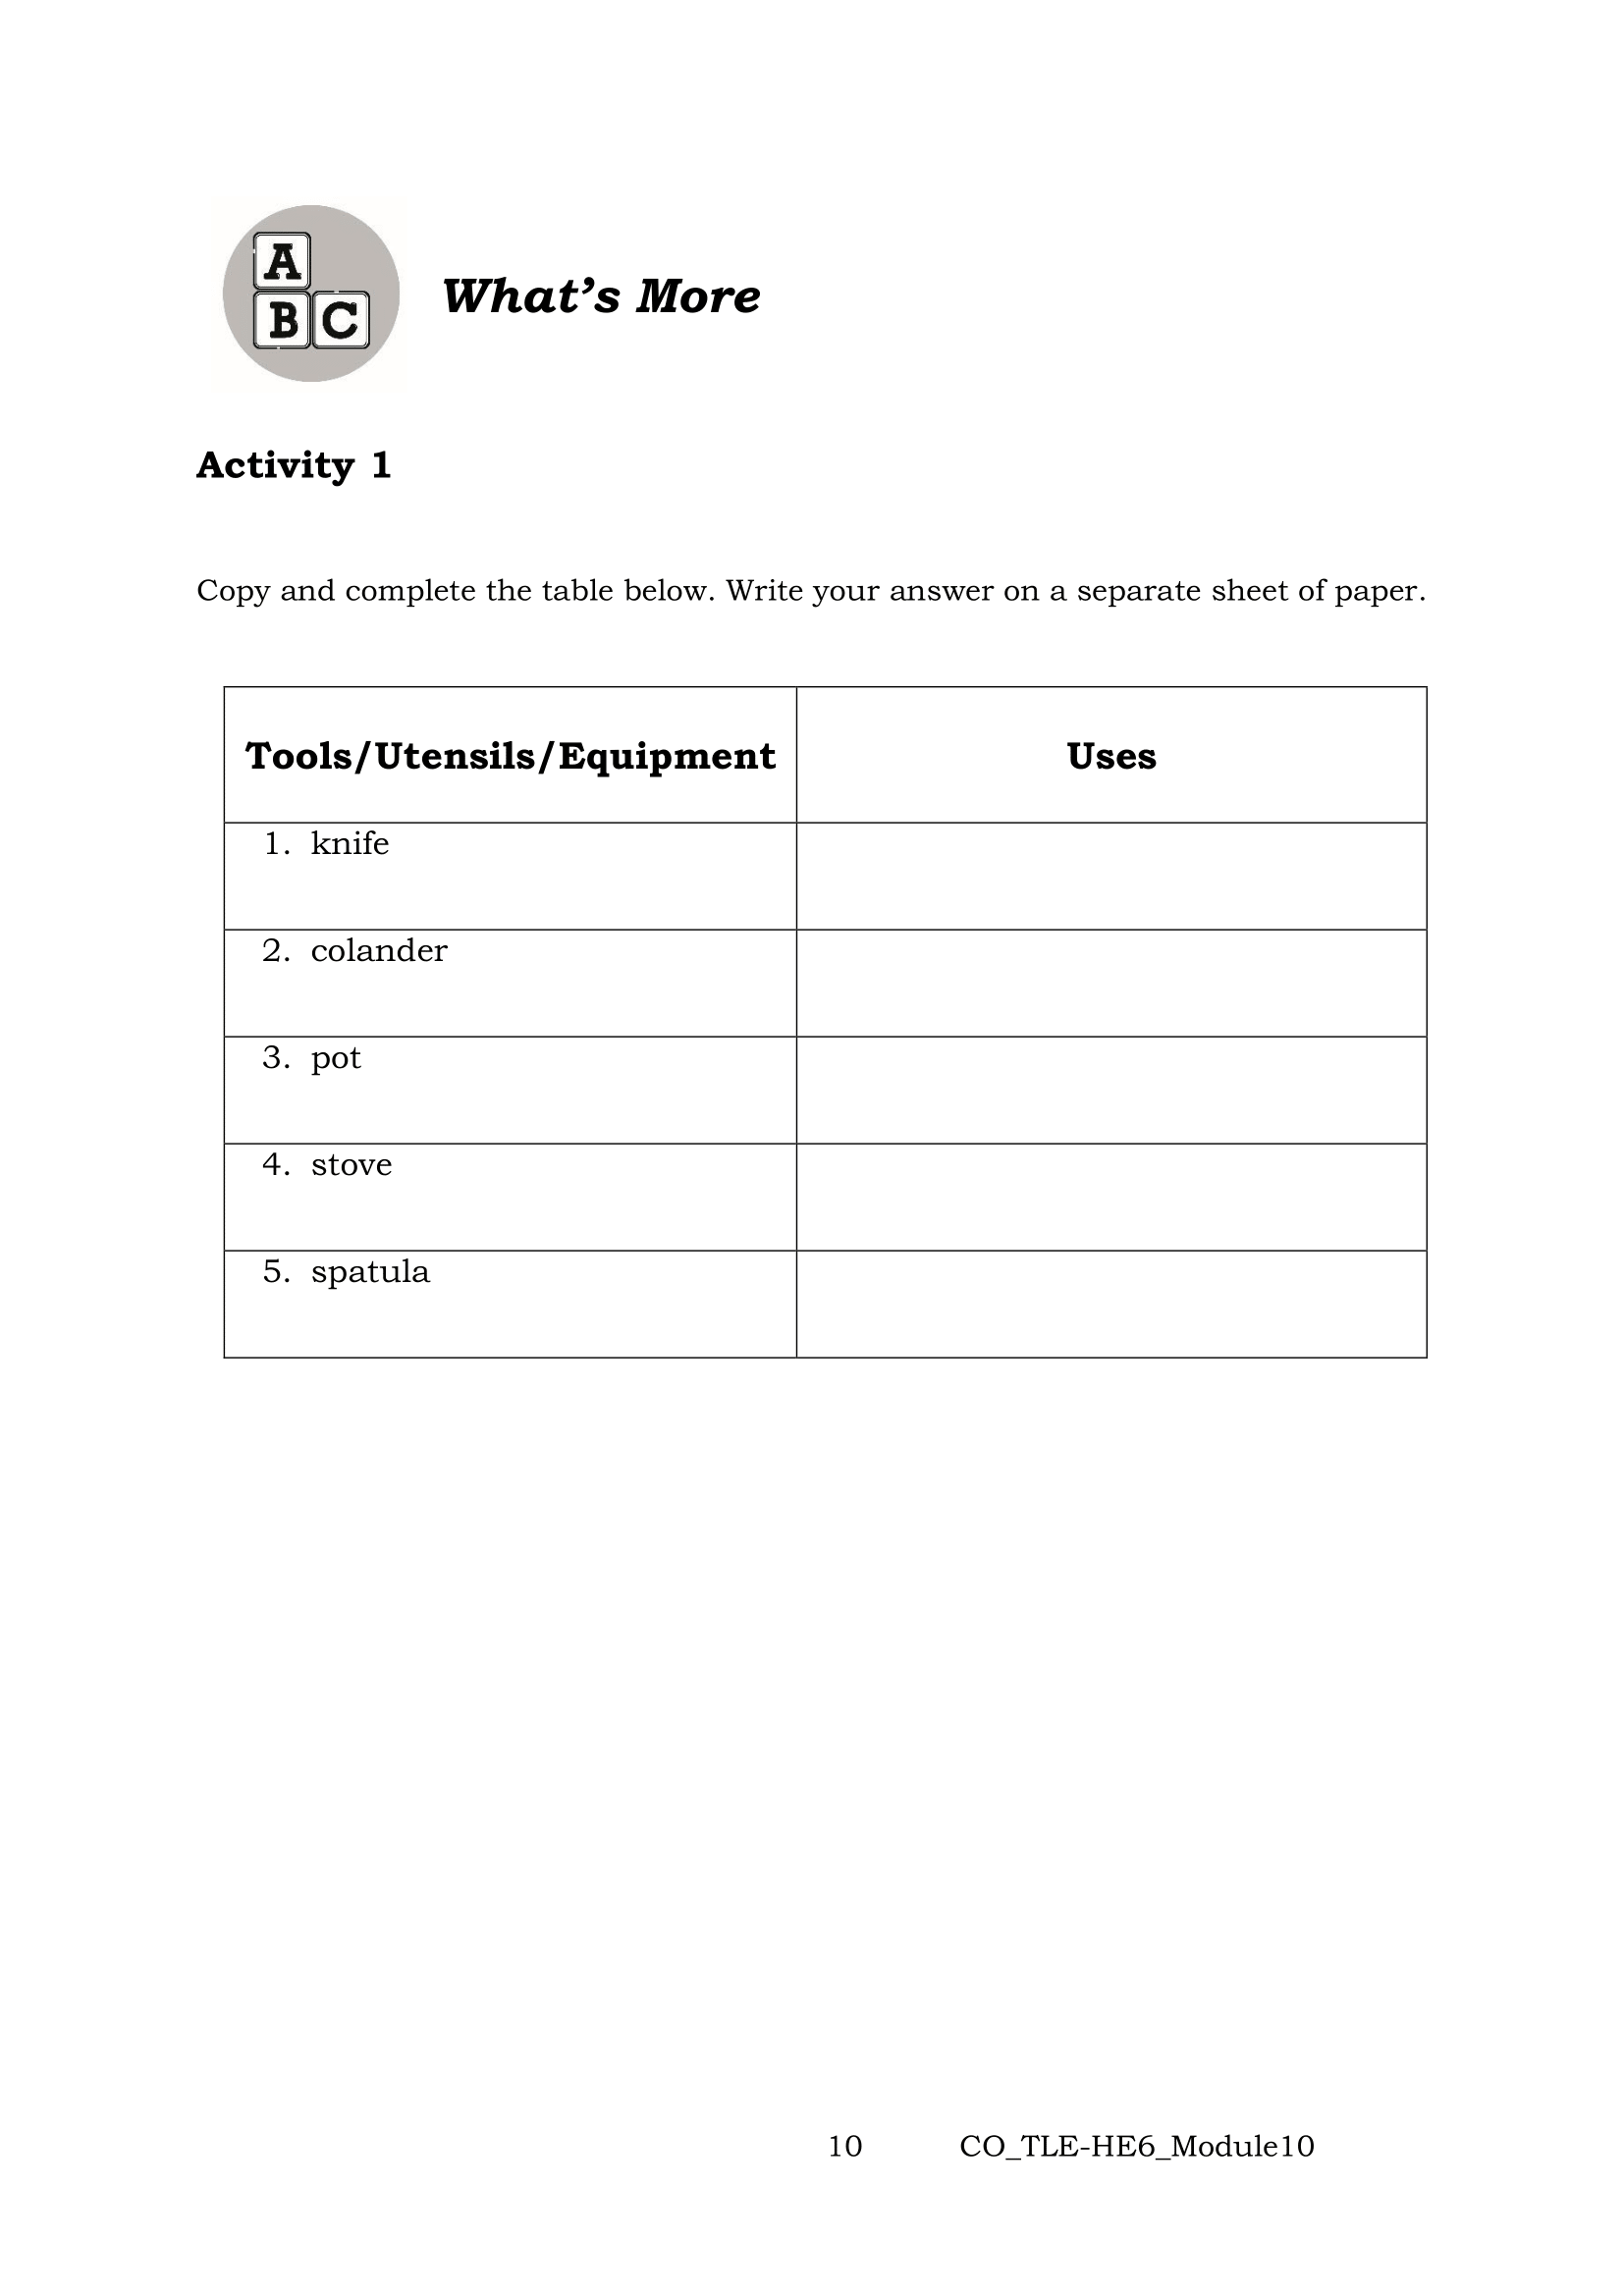 A
B C
What's More
Activity 1
Copy and complete the table below. Write your answer on a separate sheet of paper.
Tools/Utensils/Equipment Uses
1. knife
2. colander
3. pot
4. stove
5. spatula
10 CO_TLE-HE6_Module10